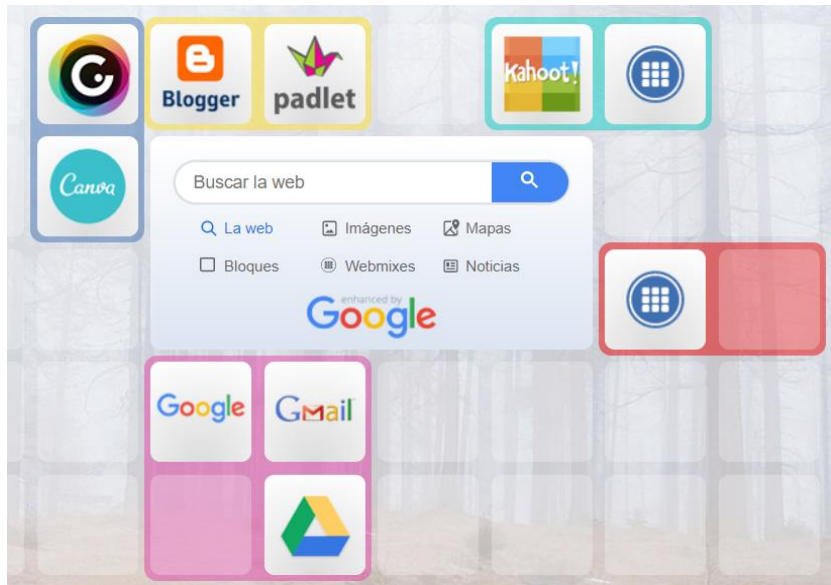 Blogger
padlet
Kahoot!
Canva
Buscar la web
La web
Imágenes
Mapas
Bloques
Webmixes
Noticias
enhanced by
Google
Google
Gmail